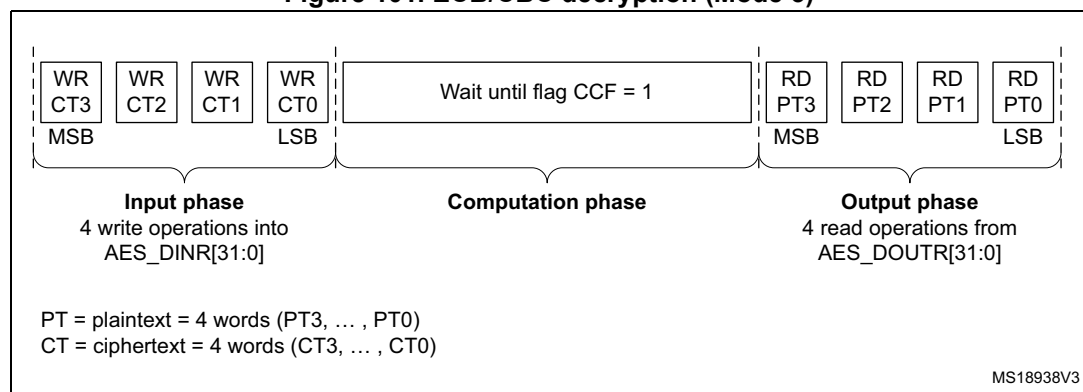 WR CT3 WR CT2 WR CT1 WR CT0 Wait until flag CCF = 1 RD PT3 RD PT2 RD PT1 RD PT0
MSB LSB MSB LSB
Input phase
4 write operations into
AES_DINR[31:0]
Computation phase
Output phase
4 read operations from
AES_DOUTR[31:0]
PT = plaintext = 4 words (PT3, … , PT0)
CT = ciphertext = 4 words (CT3, … , CT0)
MS18938V3